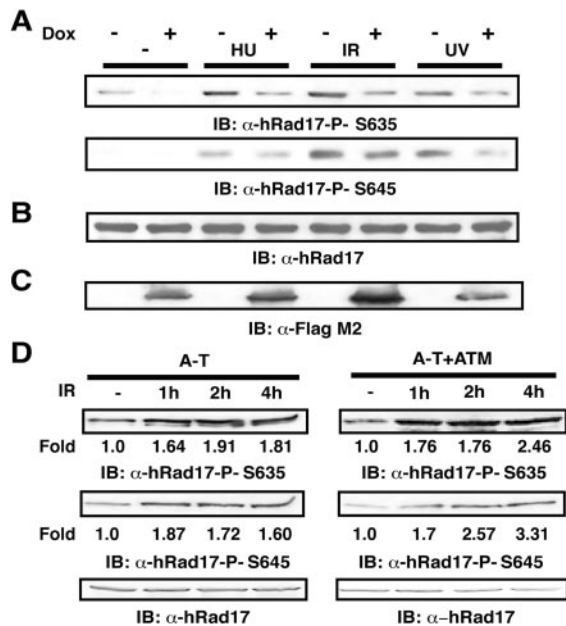 A
Dox - + - + - + - +
- HU IR UV
IB: α-hRad17-P- S635
IB: α-hRad17-P- S645
B
IB: α-hRad17
C
IB: α-Flag M2
D
A-T A-T+ATM
IR - 1h 2h 4h - 1h 2h 4h
Fold 1.0 1.64 1.91 1.81 1.0 1.76 1.76 2.46
IB: α-hRad17-P- S635 IB: α-hRad17-P- S635
Fold 1.0 1.87 1.72 1.60 1.0 1.7 2.57 3.31
IB: α-hRad17-P- S645 IB: α-hRad17-P- S645
IB: α-hRad17 IB: α–hRad17